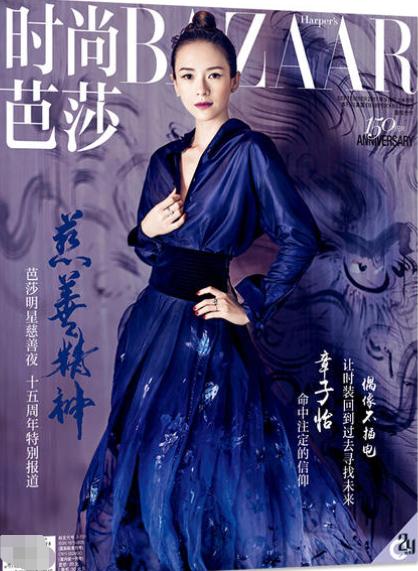 时尚
芭莎
Harper's
BAZAAR
150th
ANNIVERSARY
慈善精神
芭莎明星慈善夜 十五周年特别报道
偶像不插电
让时装回到过去寻找未来
章子怡
命中注定的信仰